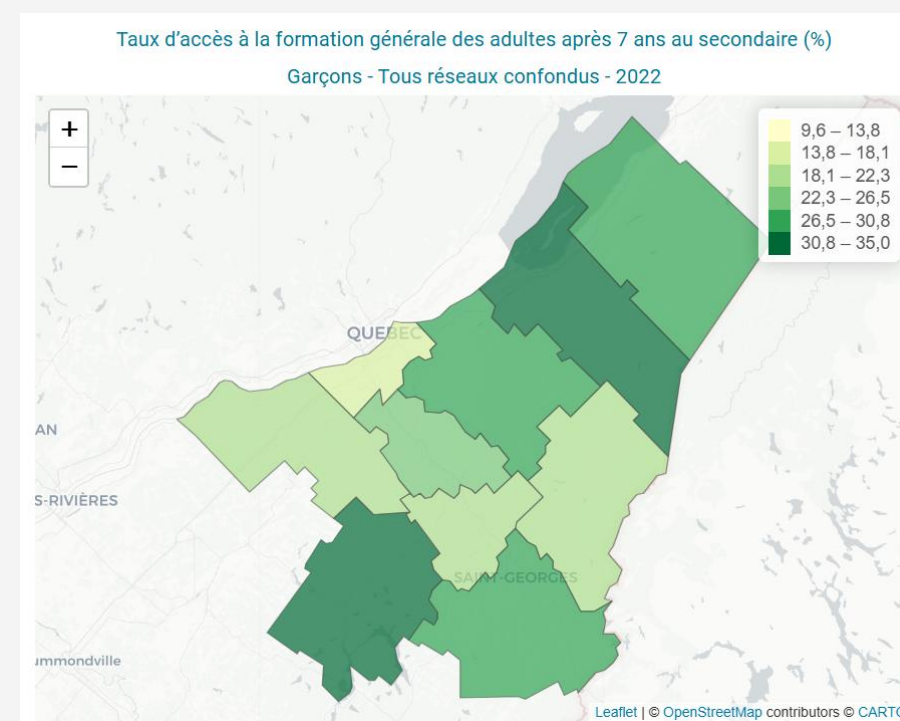 Taux d'accès à la formation générale des adultes après 7 ans au secondaire (%)
Garçons - Tous réseaux confondus - 2022
+
−
9,6 – 13,8
13,8 – 18,1
18,1 – 22,3
22,3 – 26,5
26,5 – 30,8
30,8 – 35,0
QUEBEC
AN
S-RIVIÈRES
SAINT-GEORGES
ummondville
Leaflet | © OpenStreetMap contributors © CARTO